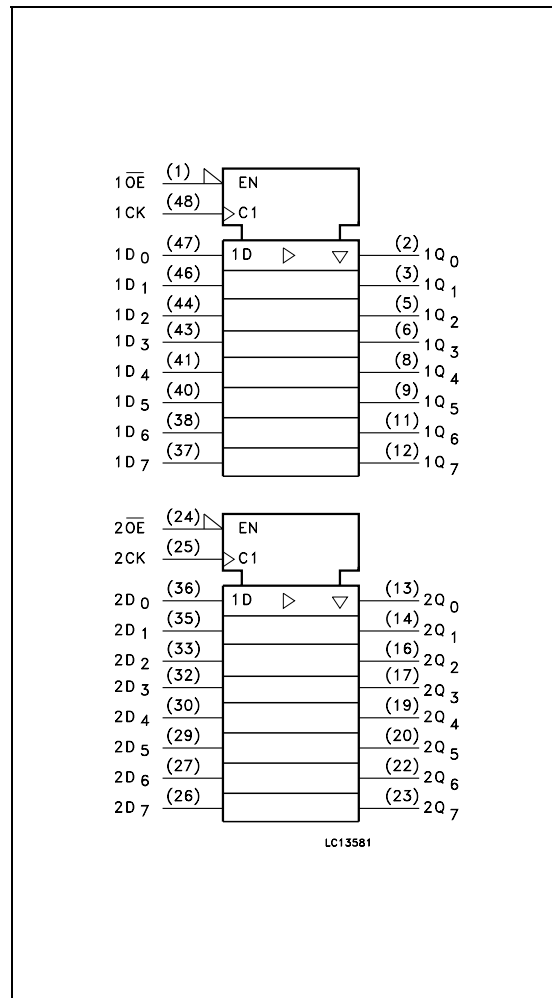 1O̅E̅ (1) EN
1CK (48) C1
1D0 (47) 1D (2) 1Q0
1D1 (46) (3) 1Q1
1D2 (44) (5) 1Q2
1D3 (43) (6) 1Q3
1D4 (41) (8) 1Q4
1D5 (40) (9) 1Q5
1D6 (38) (11) 1Q6
1D7 (37) (12) 1Q7
2O̅E̅ (24) EN
2CK (25) C1
2D0 (36) 1D (13) 2Q0
2D1 (35) (14) 2Q1
2D2 (33) (16) 2Q2
2D3 (32) (17) 2Q3
2D4 (30) (19) 2Q4
2D5 (29) (20) 2Q5
2D6 (27) (22) 2Q6
2D7 (26) (23) 2Q7
LC13581